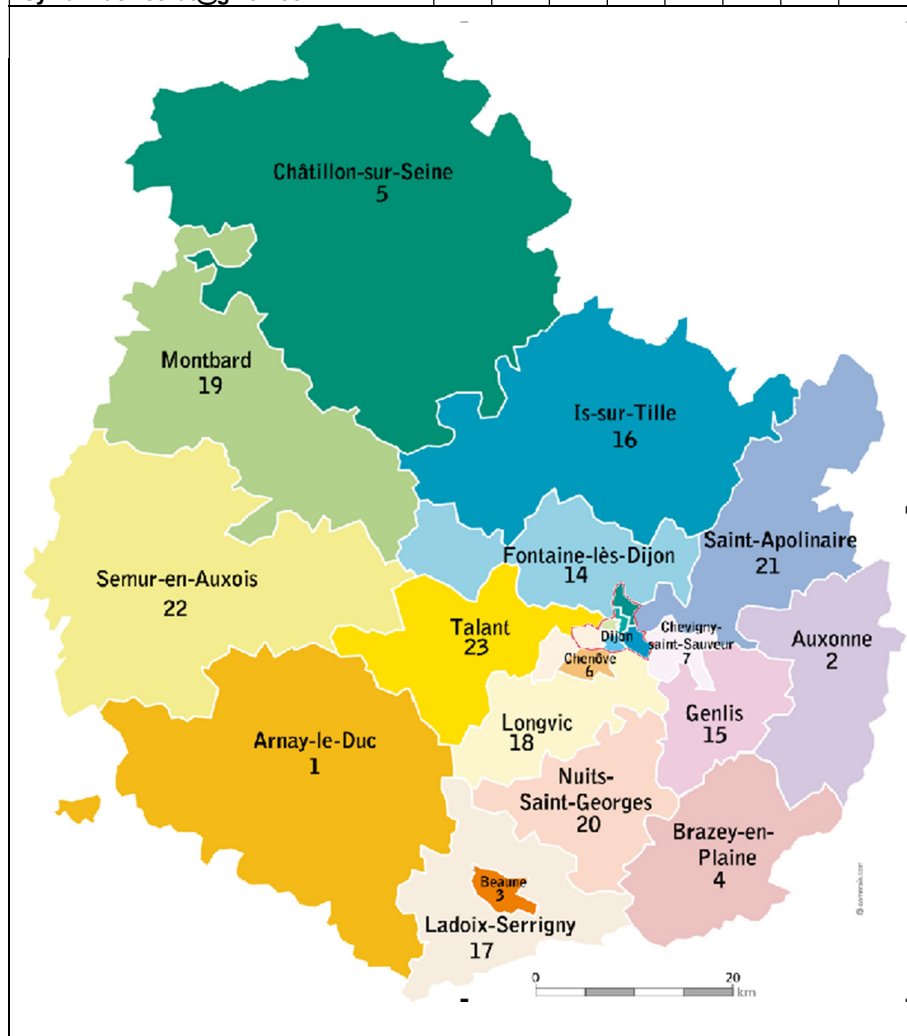 Châtillon-sur-Seine
5
Montbard
19
Is-sur-Tille
16
Saint-Apolinaire
21
Fontaine-lès-Dijon
14
Semur-en-Auxois
22
Talant
23
Dijon
Chevigny-
saint-Sauveur
7
Auxonne
2
Chenôve
6
Genlis
15
Longvic
18
Arnay-le-Duc
1
Nuits-
Saint-Georges
20
Brazey-en-
Plaine
4
Beaune
3
Ladoix-Serrigny
17
0
20
km